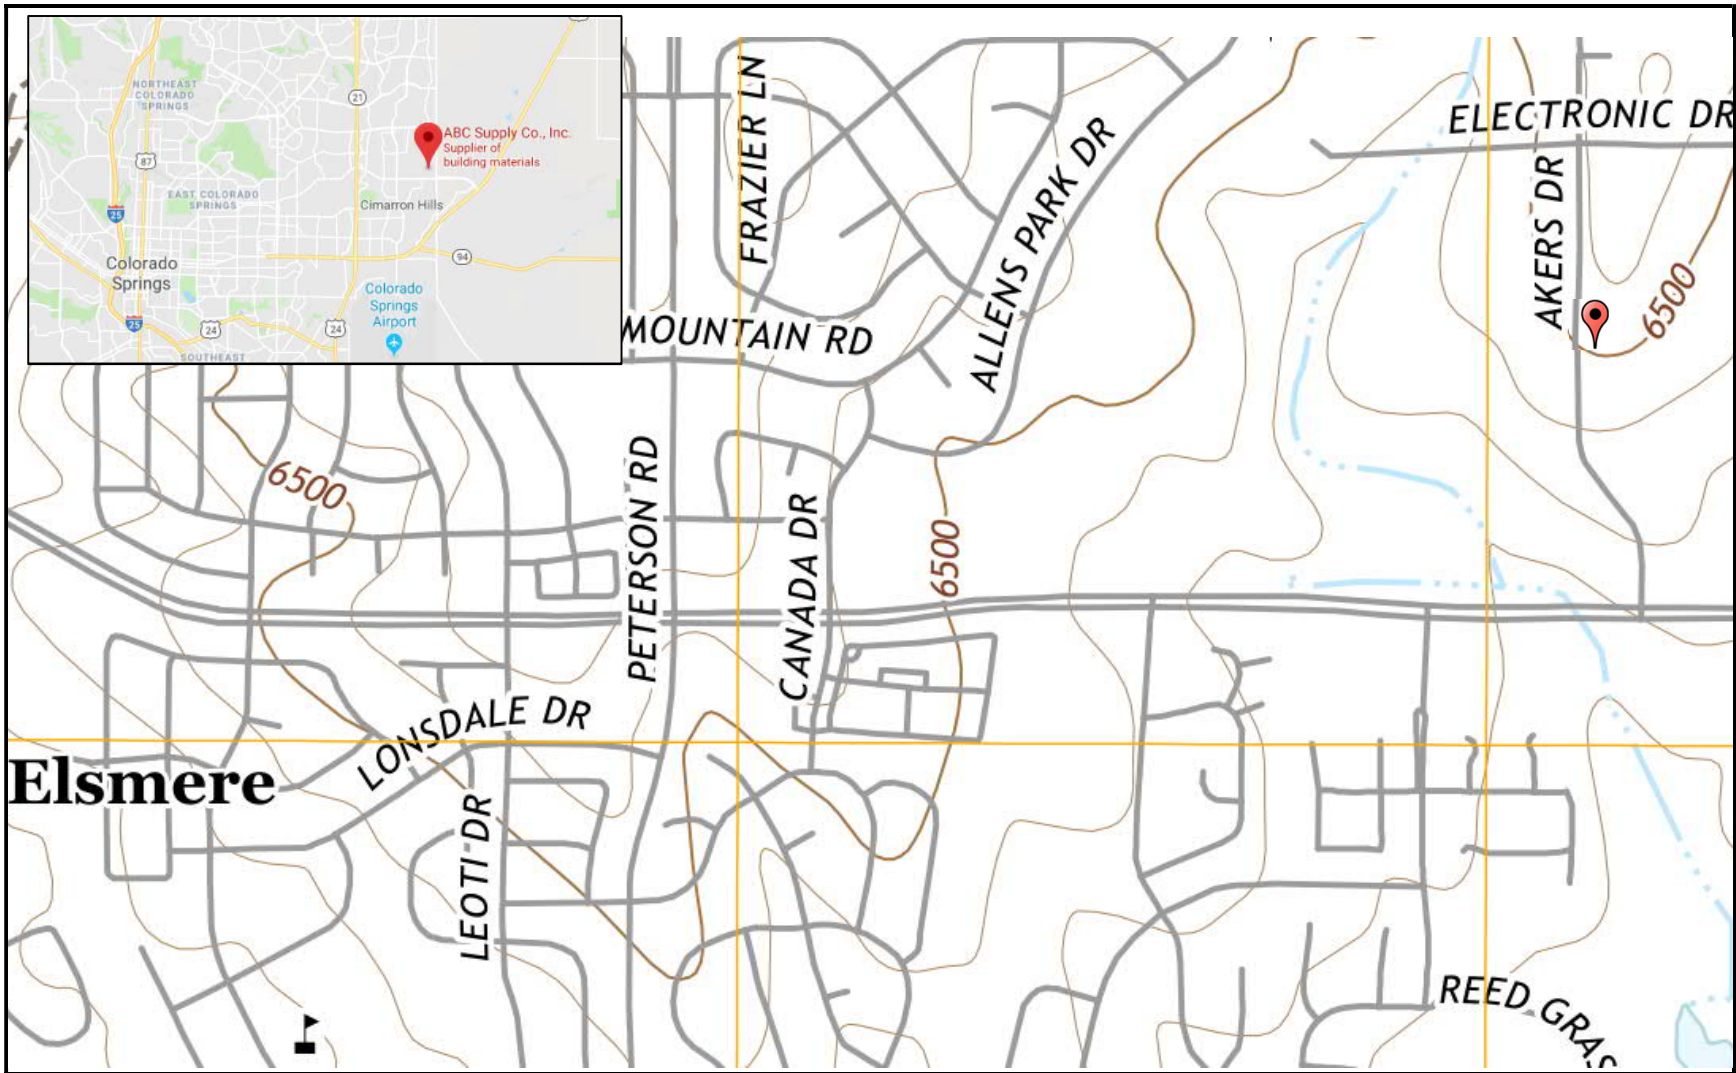 NORTHEAST
COLORADO
SPRINGS
21
ABC Supply Co., Inc.
Supplier of
building materials
87
EAST COLORADO
SPRINGS
Cimarron Hills
25
94
Colorado
Springs
Colorado
Springs
Airport
25
24
24
SOUTHEAST
FRAZIER LN
ALLENS PARK DR
ELECTRONIC DR
AKERS DR
6500
MOUNTAIN RD
6500
PETERSON RD
CANADA DR
6500
LONSDALE DR
Elsmere
LEOTI DR
REED GRAS